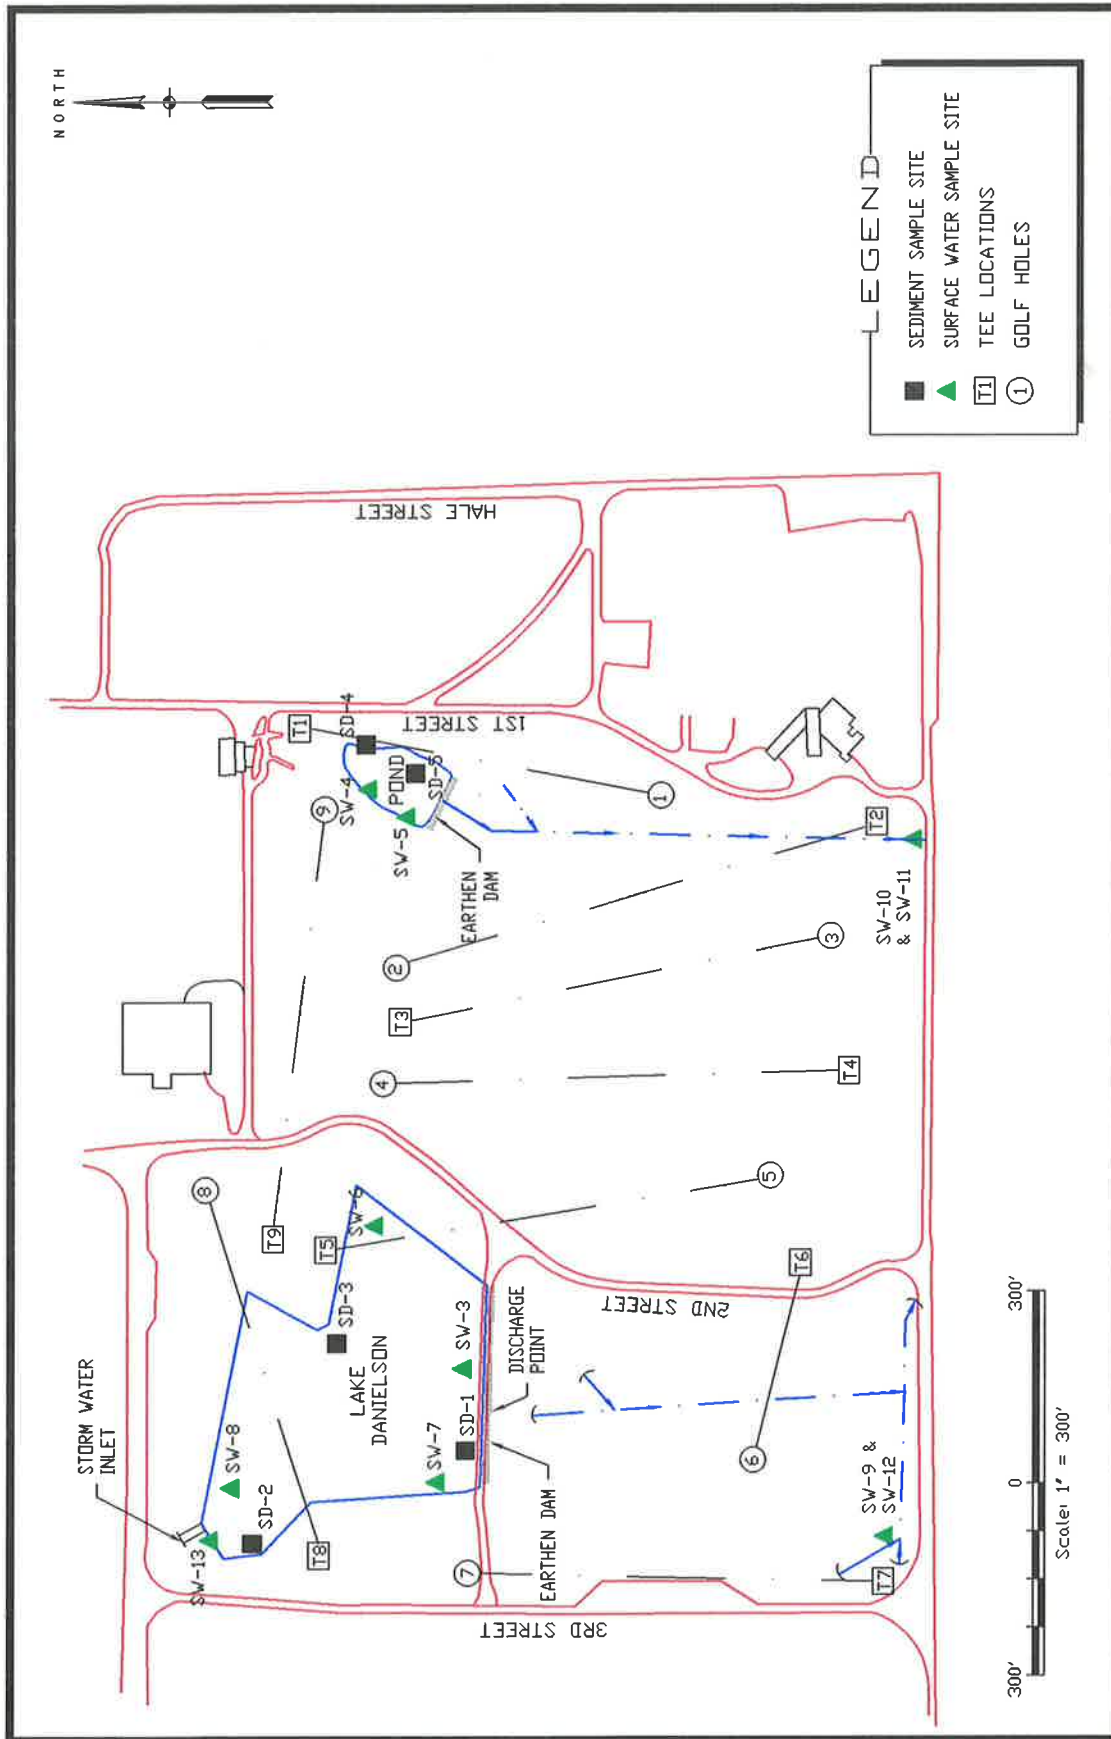 NORTH
STORM WATER
INLET
SW-13
SW-8
SD-2
T8
8
T9
T5
SW-6
SD-3
LAKE
DANIELSON
SW-7
SD-1
SW-3
DISCHARGE
POINT
EARTHEN DAM
7
3RD STREET
2ND STREET
6
T6
T7
SW-9 &
SW-12
9
T1
SD-4
SW-4
POND
SD-5
SW-5
EARTHEN
DAM
1ST STREET
HALE STREET
1
2
T3
4
3
T2
T4
5
SW-10
& SW-11
LEGEND
SEDIMENT SAMPLE SITE
SURFACE WATER SAMPLE SITE
T1 TEE LOCATIONS
1 GOLF HOLES
300' 0 300'
Scale: 1" = 300'